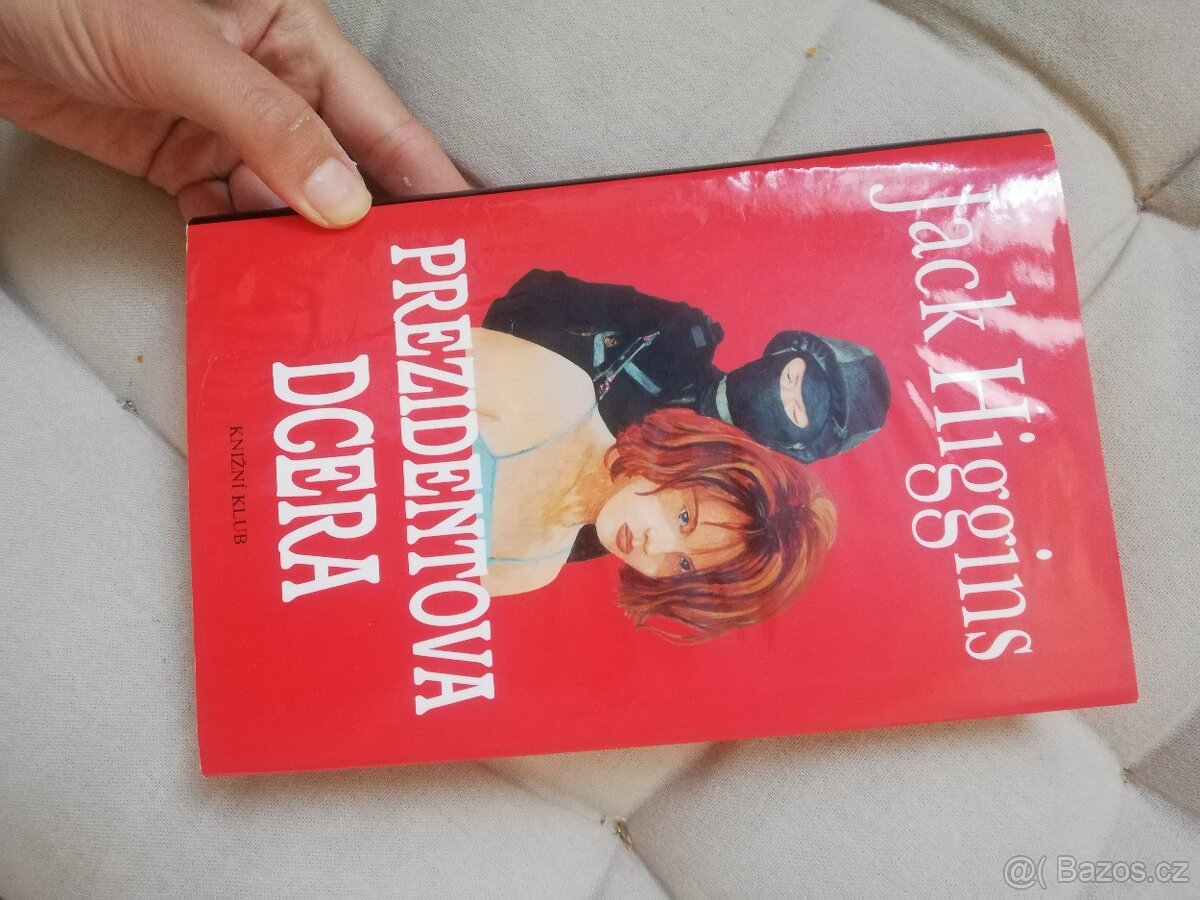 Jack Higgins
PREZIDENTOVA
DCERA
KNIŽNÍ KLUB
@( Bazos.cz